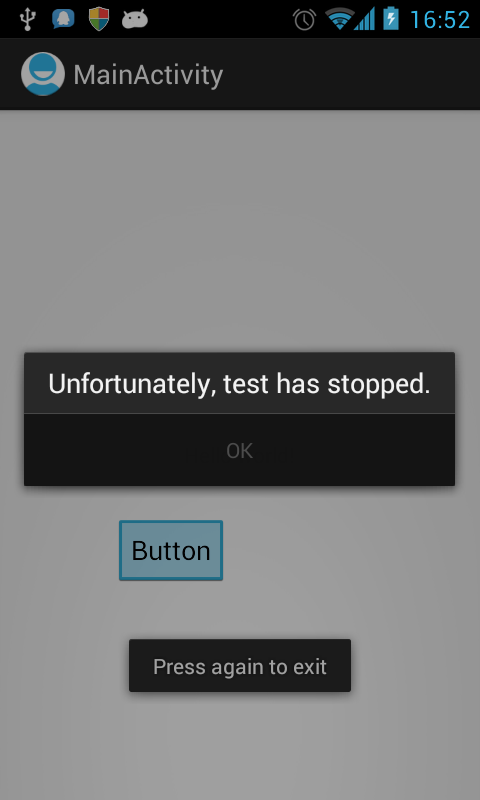 16:52
MainActivity
Unfortunately, test has stopped.
OK
Button
Press again to exit